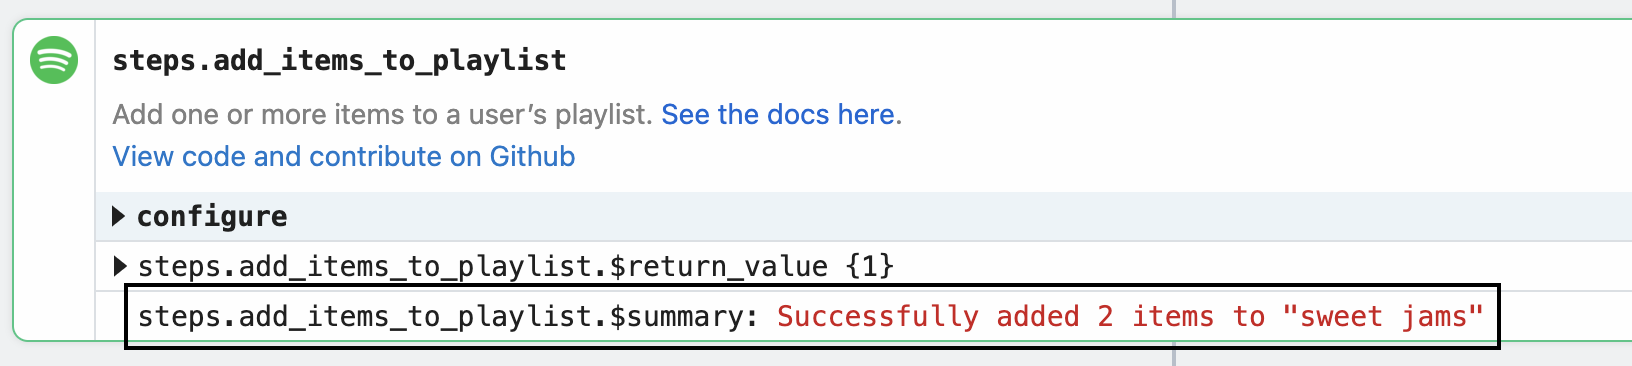 steps.add_items_to_playlist
Add one or more items to a user’s playlist. See the docs here.
View code and contribute on Github
configure
steps.add_items_to_playlist.$return_value {1}
steps.add_items_to_playlist.$summary: Successfully added 2 items to "sweet jams"